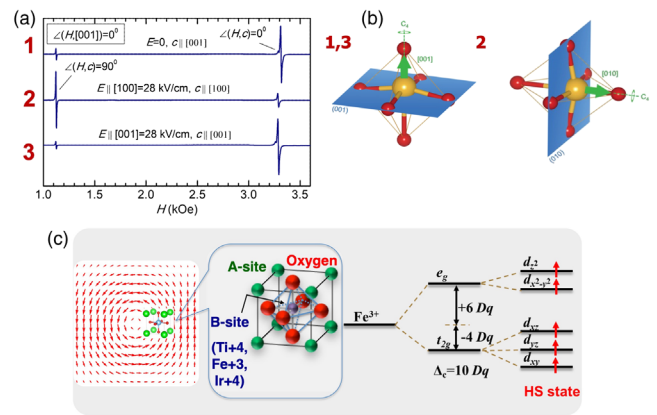 (a)
∠(H,[001])=0⁰
∠(H,c)=0⁰
1
E=0, c||[001]
∠(H,c)=90⁰
2
E||[100]=28 kV/cm, c||[100]
3
E||[001]=28 kV/cm, c||[001]
1.0 1.5 2.0 2.5 3.0 3.5
H (kOe)
(b)
1,3
C₄
[001]
(001)
2
[010]
C₄
(010)
(c)
A-site
Oxygen
B-site
(Ti+4,
Fe+3,
Ir+4)
Fe³⁺
e_g
+6 Dq
-4 Dq
t_2g
Δ_c=10 Dq
d_z²
d_x²-y²
d_xz
d_yz
d_xy
HS state